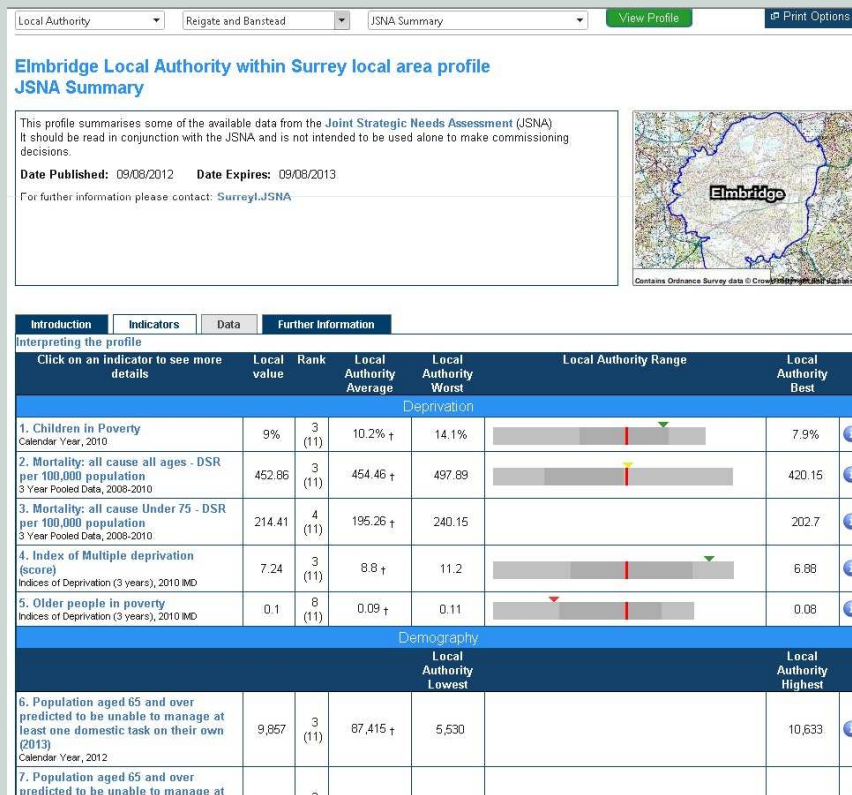 Local Authority Reigate and Banstead JSNA Summary View Profile Print Options
Elmbridge Local Authority within Surrey local area profile
JSNA Summary
This profile summarises some of the available data from the Joint Strategic Needs Assessment (JSNA)
It should be read in conjunction with the JSNA and is not intended to be used alone to make commissioning
decisions.
Date Published: 09/08/2012 Date Expires: 09/08/2013
For further information please contact: SurreyI.JSNA
Elmbridge
Contains Ordnance Survey data © Crown
Introduction Indicators Data Further Information
Interpreting the profile
Click on an indicator to see more
details
Local
value
Rank
Local
Authority
Average
Local
Authority
Worst
Local Authority Range
Local
Authority
Best
Deprivation
1. Children in Poverty
Calendar Year, 2010
9%
3
(11)
10.2% †
14.1%
7.9%
2. Mortality: all cause all ages - DSR
per 100,000 population
3 Year Pooled Data, 2008-2010
452.86
3
(11)
454.46 †
497.89
420.15
3. Mortality: all cause Under 75 - DSR
per 100,000 population
3 Year Pooled Data, 2008-2010
214.41
4
(11)
195.26 †
240.15
202.7
4. Index of Multiple deprivation
(score)
Indices of Deprivation (3 years), 2010 IMD
7.24
3
(11)
8.8 †
11.2
6.88
5. Older people in poverty
Indices of Deprivation (3 years), 2010 IMD
0.1
8
(11)
0.09 †
0.11
0.08
Demography
Local
Authority
Lowest
Local
Authority
Highest
6. Population aged 65 and over
predicted to be unable to manage at
least one domestic task on their own
(2013)
Calendar Year, 2012
9,857
3
(11)
87,415 †
5,530
10,633
7. Population aged 65 and over
predicted to be unable to manage at